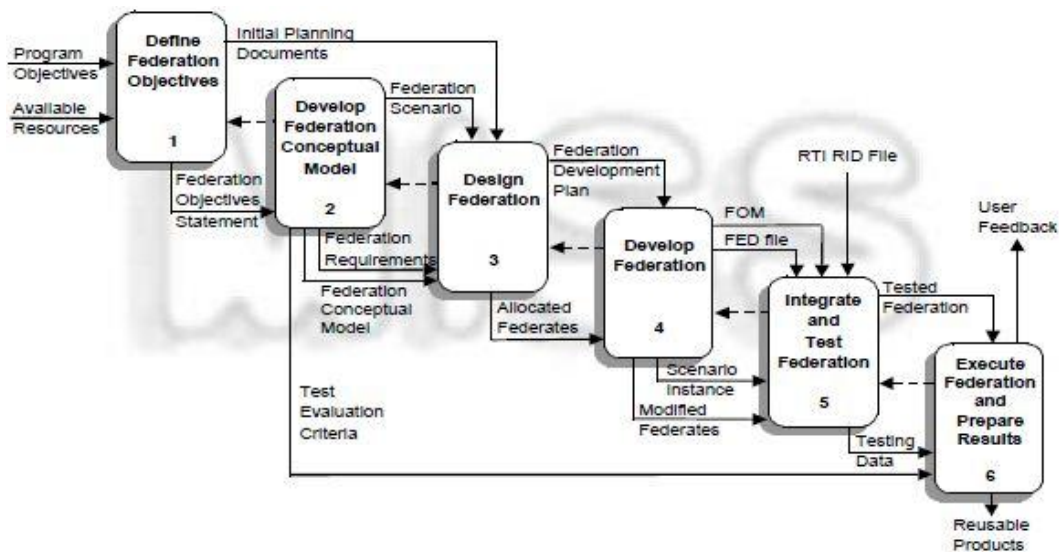 Program
Objectives
Available
Resources
Define
Federation
Objectives
1
Initial Planning
Documents
Federation
Objectives
Statement
Develop
Federation
Conceptual
Model
2
Federation
Scenario
Federation
Requirements
Federation
Conceptual
Model
Test
Evaluation
Criteria
Design
Federation
3
Federation
Development
Plan
Allocated
Federates
Develop
Federation
4
FOM
FED file
RTI RID File
Scenario
Instance
Modified
Federates
Integrate
and
Test
Federation
5
Tested
Federation
Testing
Data
User
Feedback
Execute
Federation
and
Prepare
Results
6
Reusable
Products